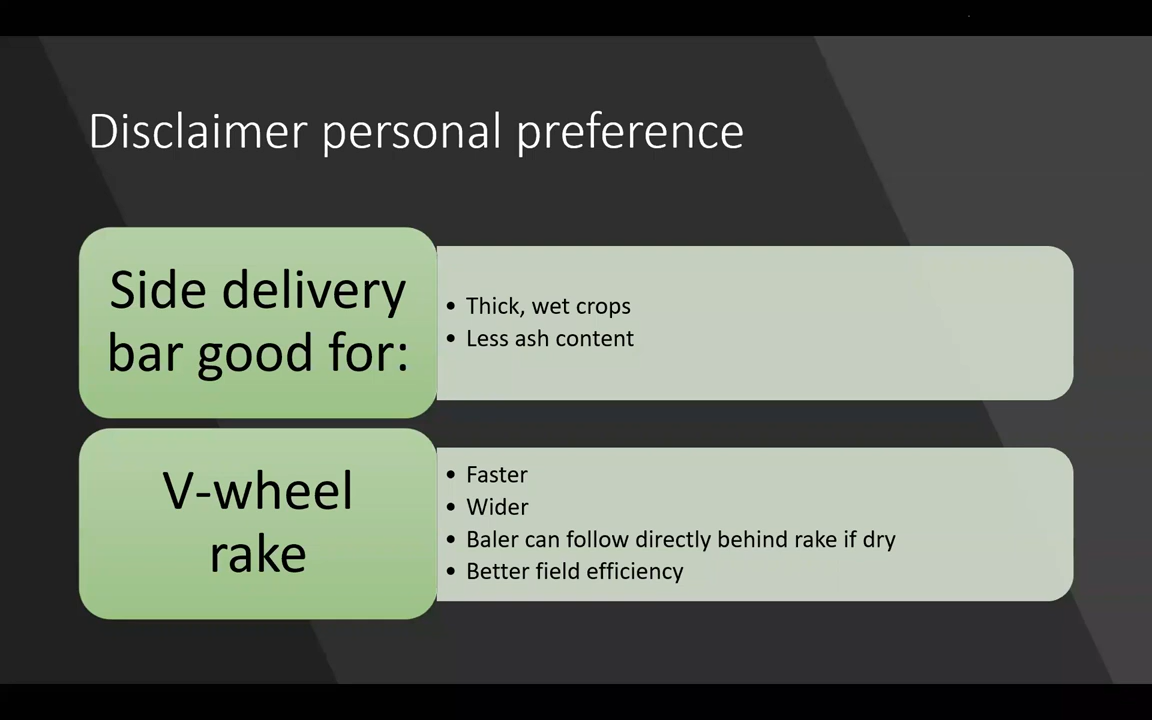 Disclaimer personal preference
Side delivery
bar good for:
• Thick, wet crops
• Less ash content
V-wheel
rake
• Faster
• Wider
• Baler can follow directly behind rake if dry
• Better field efficiency